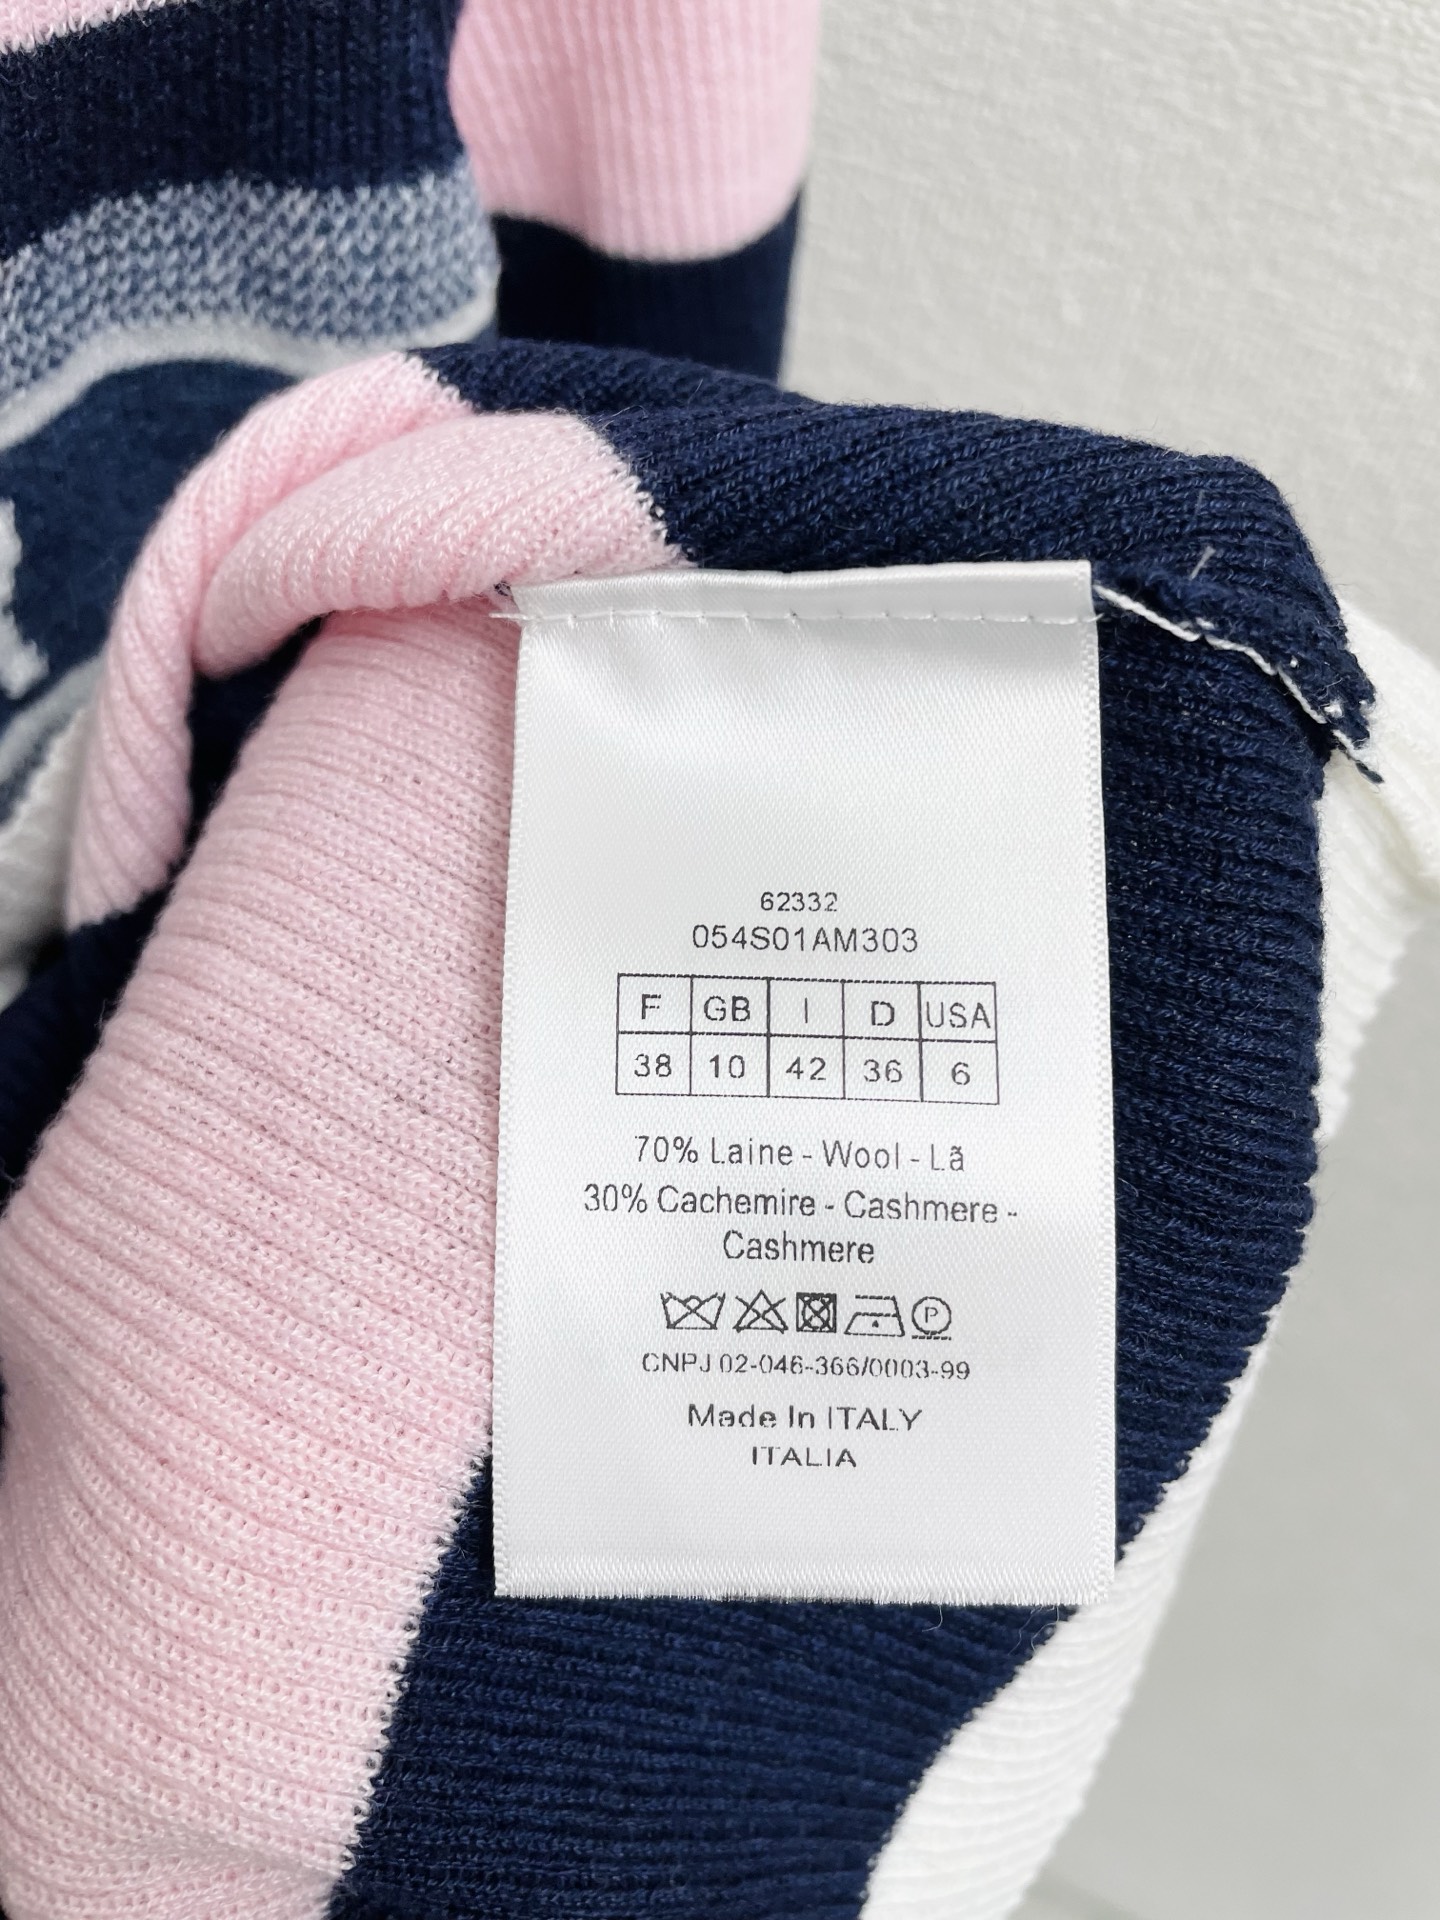 62332
054S01AM303
F GB I D USA
38 10 42 36 6
70% Laine - Wool - Lã
30% Cachemire - Cashmere -
Cashmere
P
CNPJ 02-046-366/0003-99
Made In ITALY
ITALIA